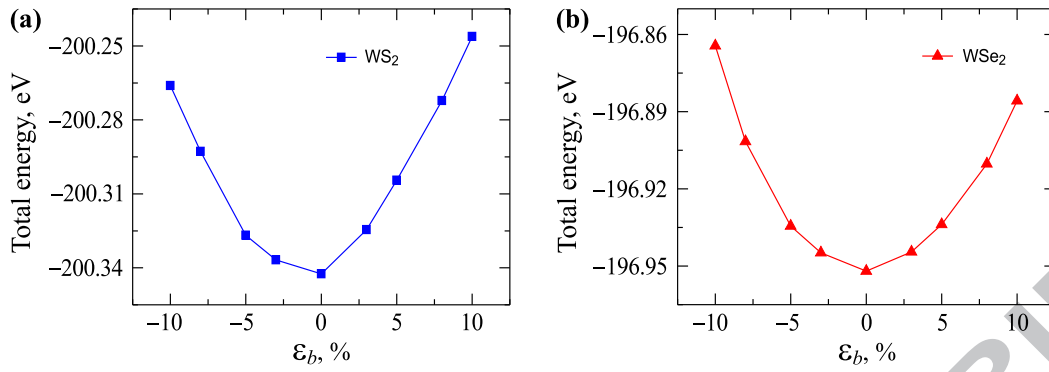 (a)
WS2
Total energy, eV
−200.25
−200.28
−200.31
−200.34
−10
−5
0
5
10
εb, %
(b)
WSe2
Total energy, eV
−196.86
−196.89
−196.92
−196.95
−10
−5
0
5
10
εb, %